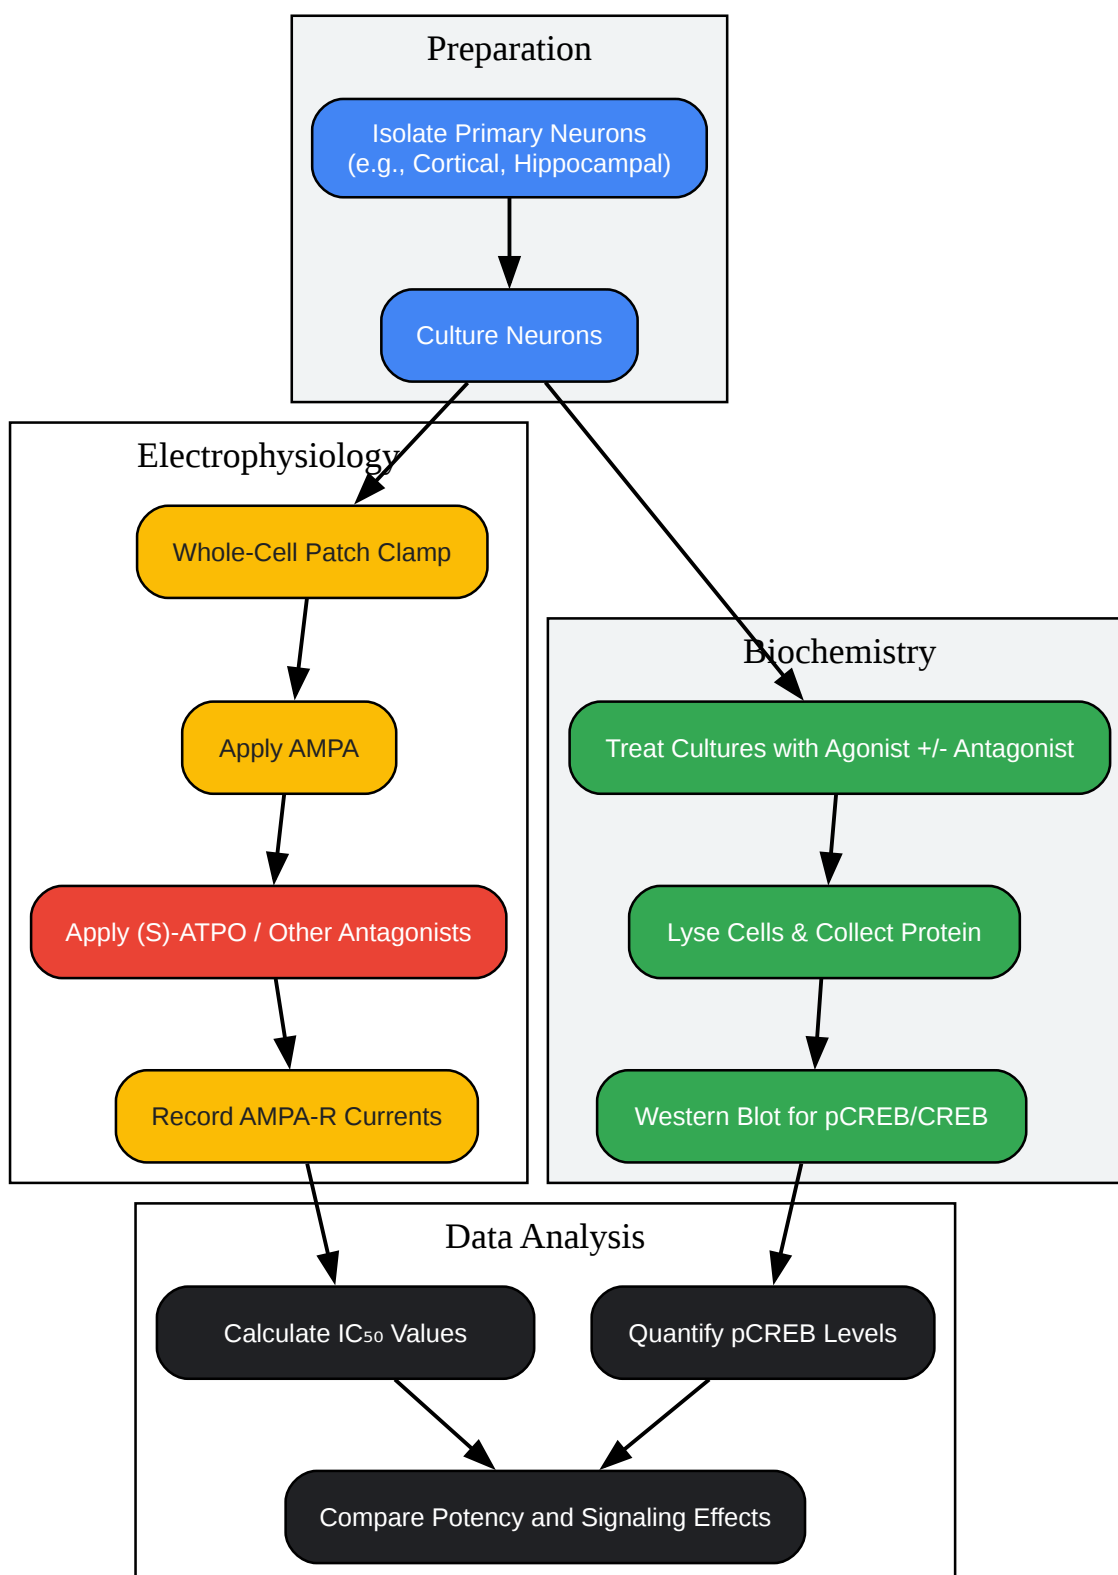 Preparation
Isolate Primary Neurons
(e.g., Cortical, Hippocampal)
Culture Neurons
Electrophysiology
Whole-Cell Patch Clamp
Apply AMPA
Apply (S)-ATPO / Other Antagonists
Record AMPA-R Currents
Biochemistry
Treat Cultures with Agonist +/- Antagonist
Lyse Cells & Collect Protein
Western Blot for pCREB/CREB
Data Analysis
Calculate IC₅₀ Values
Quantify pCREB Levels
Compare Potency and Signaling Effects